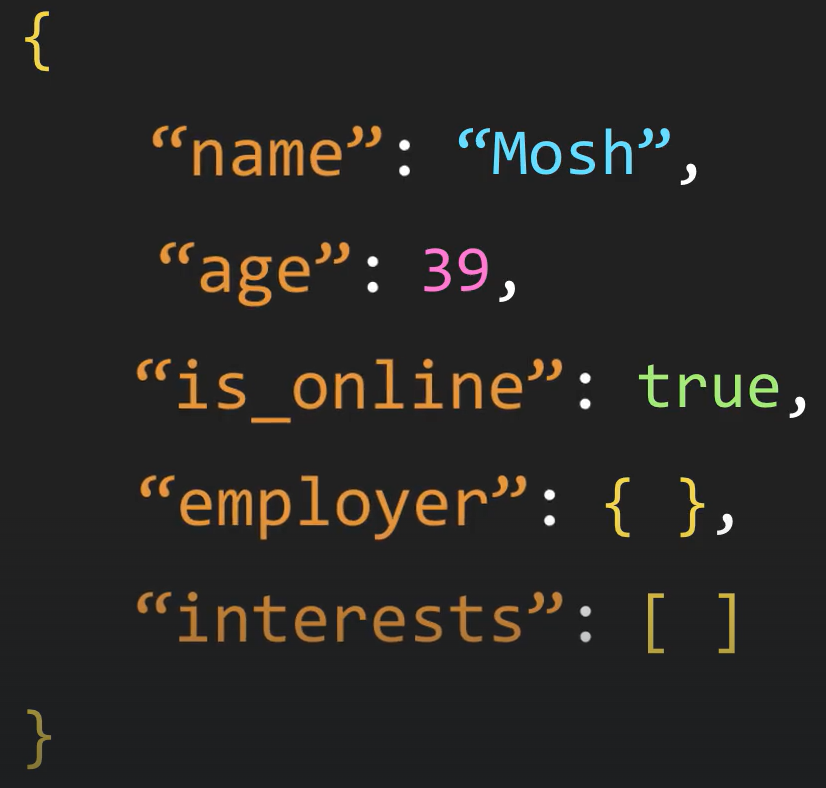 {
“name”: “Mosh”,
“age”: 39,
“is_online”: true,
“employer”: { },
“interests”: [ ]
}